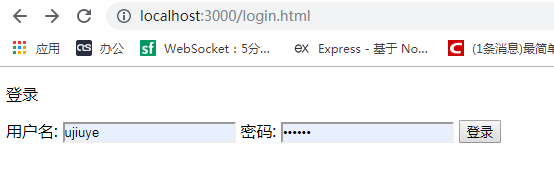 localhost:3000/login.html
应用 办公 WebSocket：5分... ex Express - 基于 No... C (1条消息)最简单
登录
用户名: ujiuye 密码: •••••• 登录